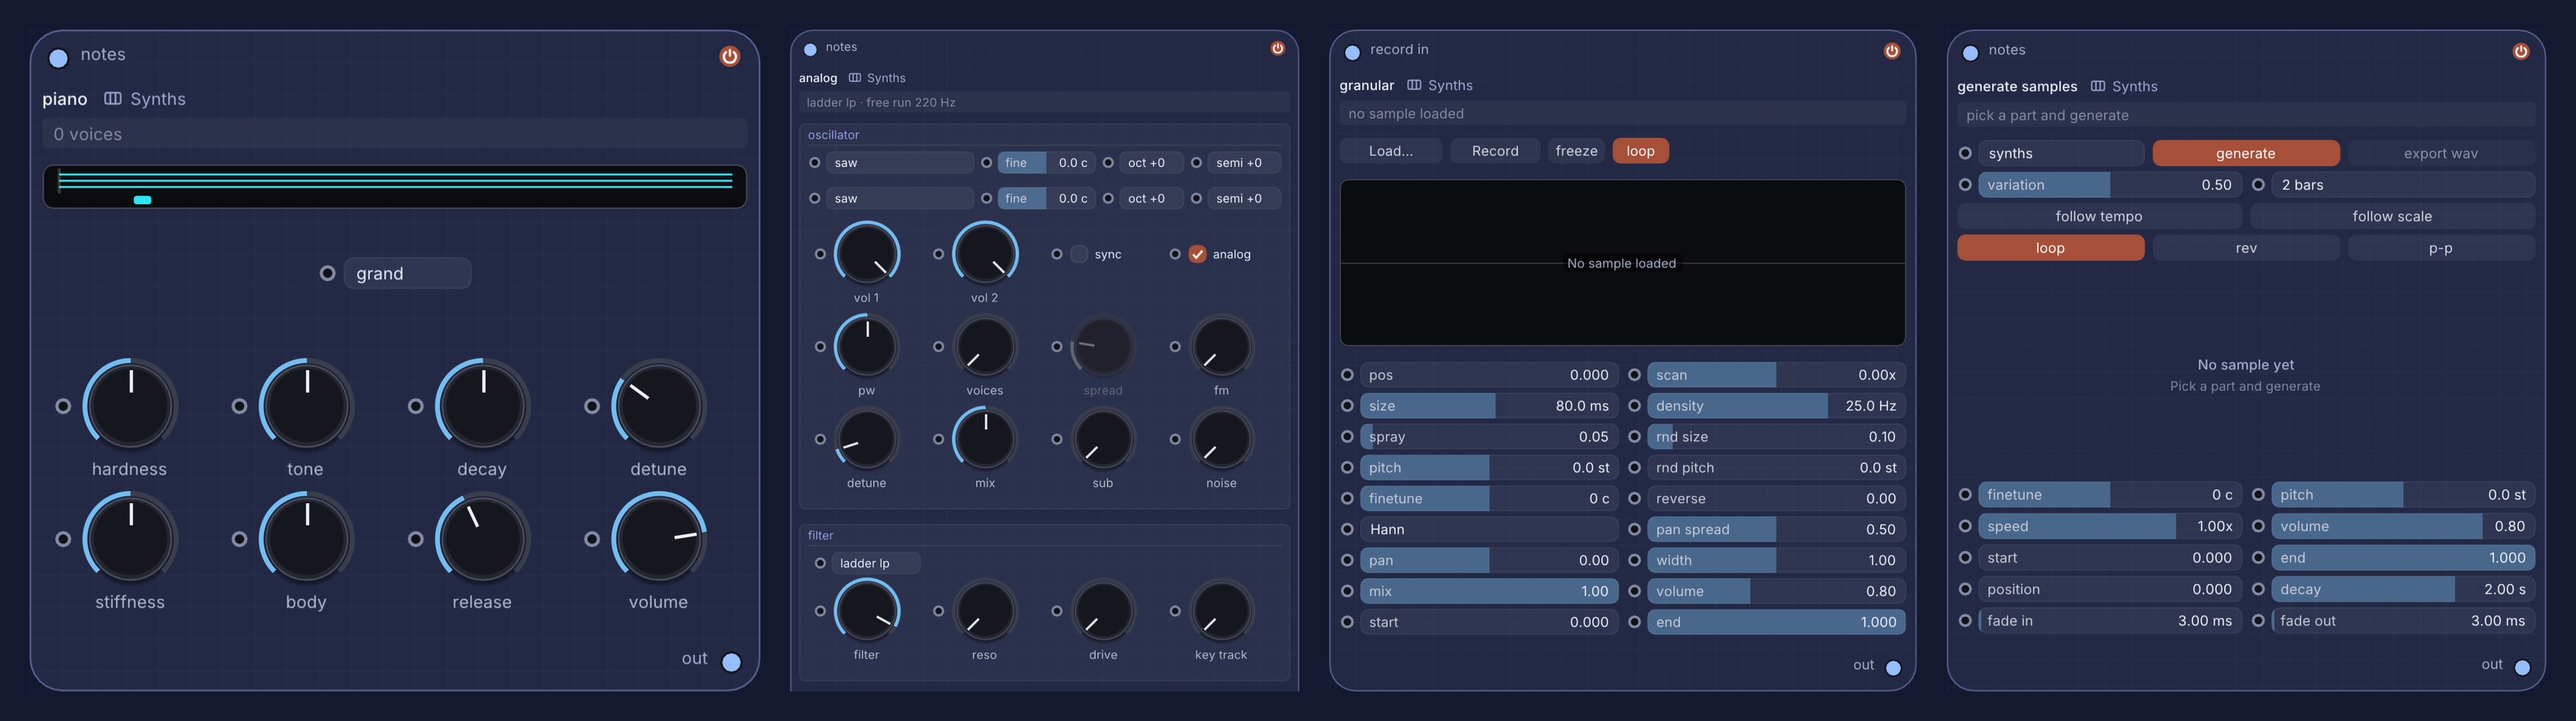 notes
piano Synths
0 voices
grand
hardness tone decay detune
stiffness body release volume
out
notes
analog Synths
ladder lp · free run 220 Hz
oscillator
saw fine 0.0 c oct +0 semi +0
saw fine 0.0 c oct +0 semi +0
sync analog
vol 1 vol 2
pw voices spread fm
detune mix sub noise
filter
ladder lp
filter reso drive key track
record in
granular Synths
no sample loaded
Load... Record freeze loop
No sample loaded
pos 0.000 scan 0.00x
size 80.0 ms density 25.0 Hz
spray 0.05 rnd size 0.10
pitch 0.0 st rnd pitch 0.0 st
finetune 0 c reverse 0.00
Hann pan spread 0.50
pan 0.00 width 1.00
mix 1.00 volume 0.80
start 0.000 end 1.000
out
notes
generate samples Synths
pick a part and generate
synths generate export wav
variation 0.50 2 bars
follow tempo follow scale
loop rev p-p
No sample yet
Pick a part and generate
finetune 0 c pitch 0.0 st
speed 1.00x volume 0.80
start 0.000 end 1.000
position 0.000 decay 2.00 s
fade in 3.00 ms fade out 3.00 ms
out